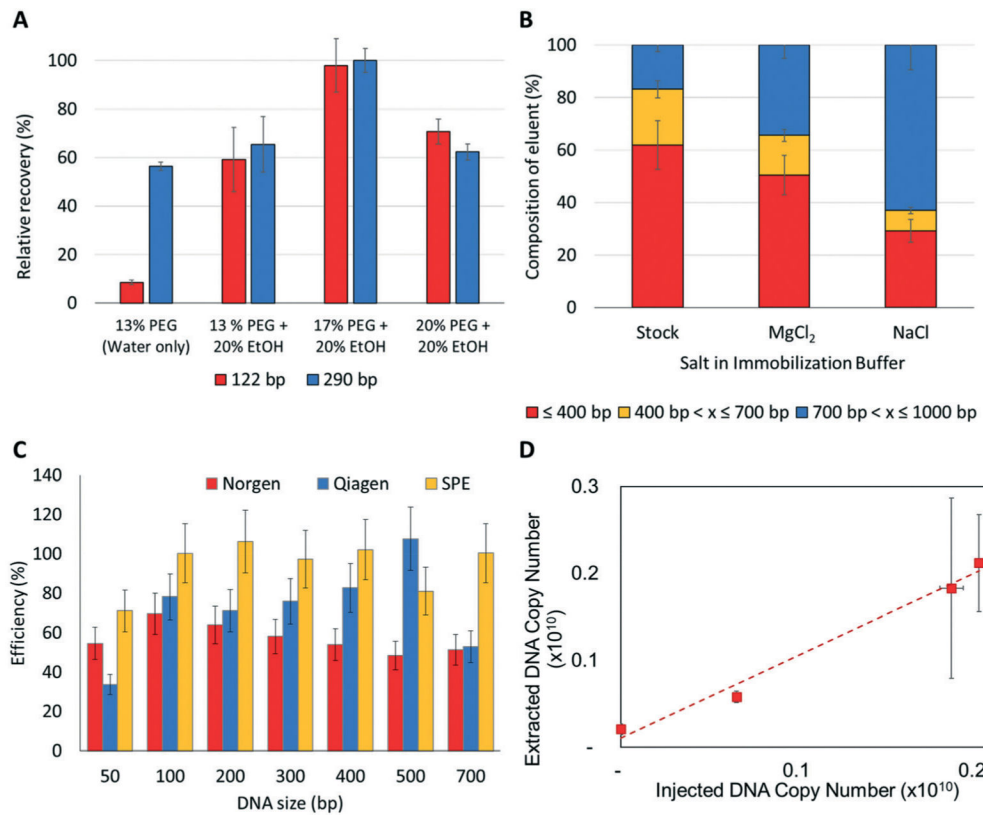 A
Relative recovery (%)
100
80
60
40
20
0
13% PEG
(Water only)
13 % PEG +
20% EtOH
17% PEG +
20% EtOH
20% PEG +
20% EtOH
122 bp
290 bp
B
Composition of eluent (%)
100
80
60
40
20
0
Stock
MgCl₂
NaCl
Salt in Immobilization Buffer
≤ 400 bp
400 bp < x ≤ 700 bp
700 bp < x ≤ 1000 bp
C
Efficiency (%)
140
120
100
80
60
40
20
0
Norgen
Qiagen
SPE
50
100
200
300
400
500
700
DNA size (bp)
D
Extracted DNA Copy Number
(x10¹⁰)
0.3
0.2
0.1
-
-
0.1
0.2
Injected DNA Copy Number (x10¹⁰)